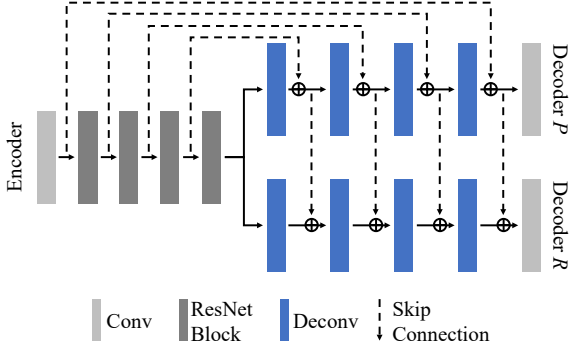 Encoder
Decoder P
Decoder R
Conv
ResNet
Block
Deconv
Skip
Connection